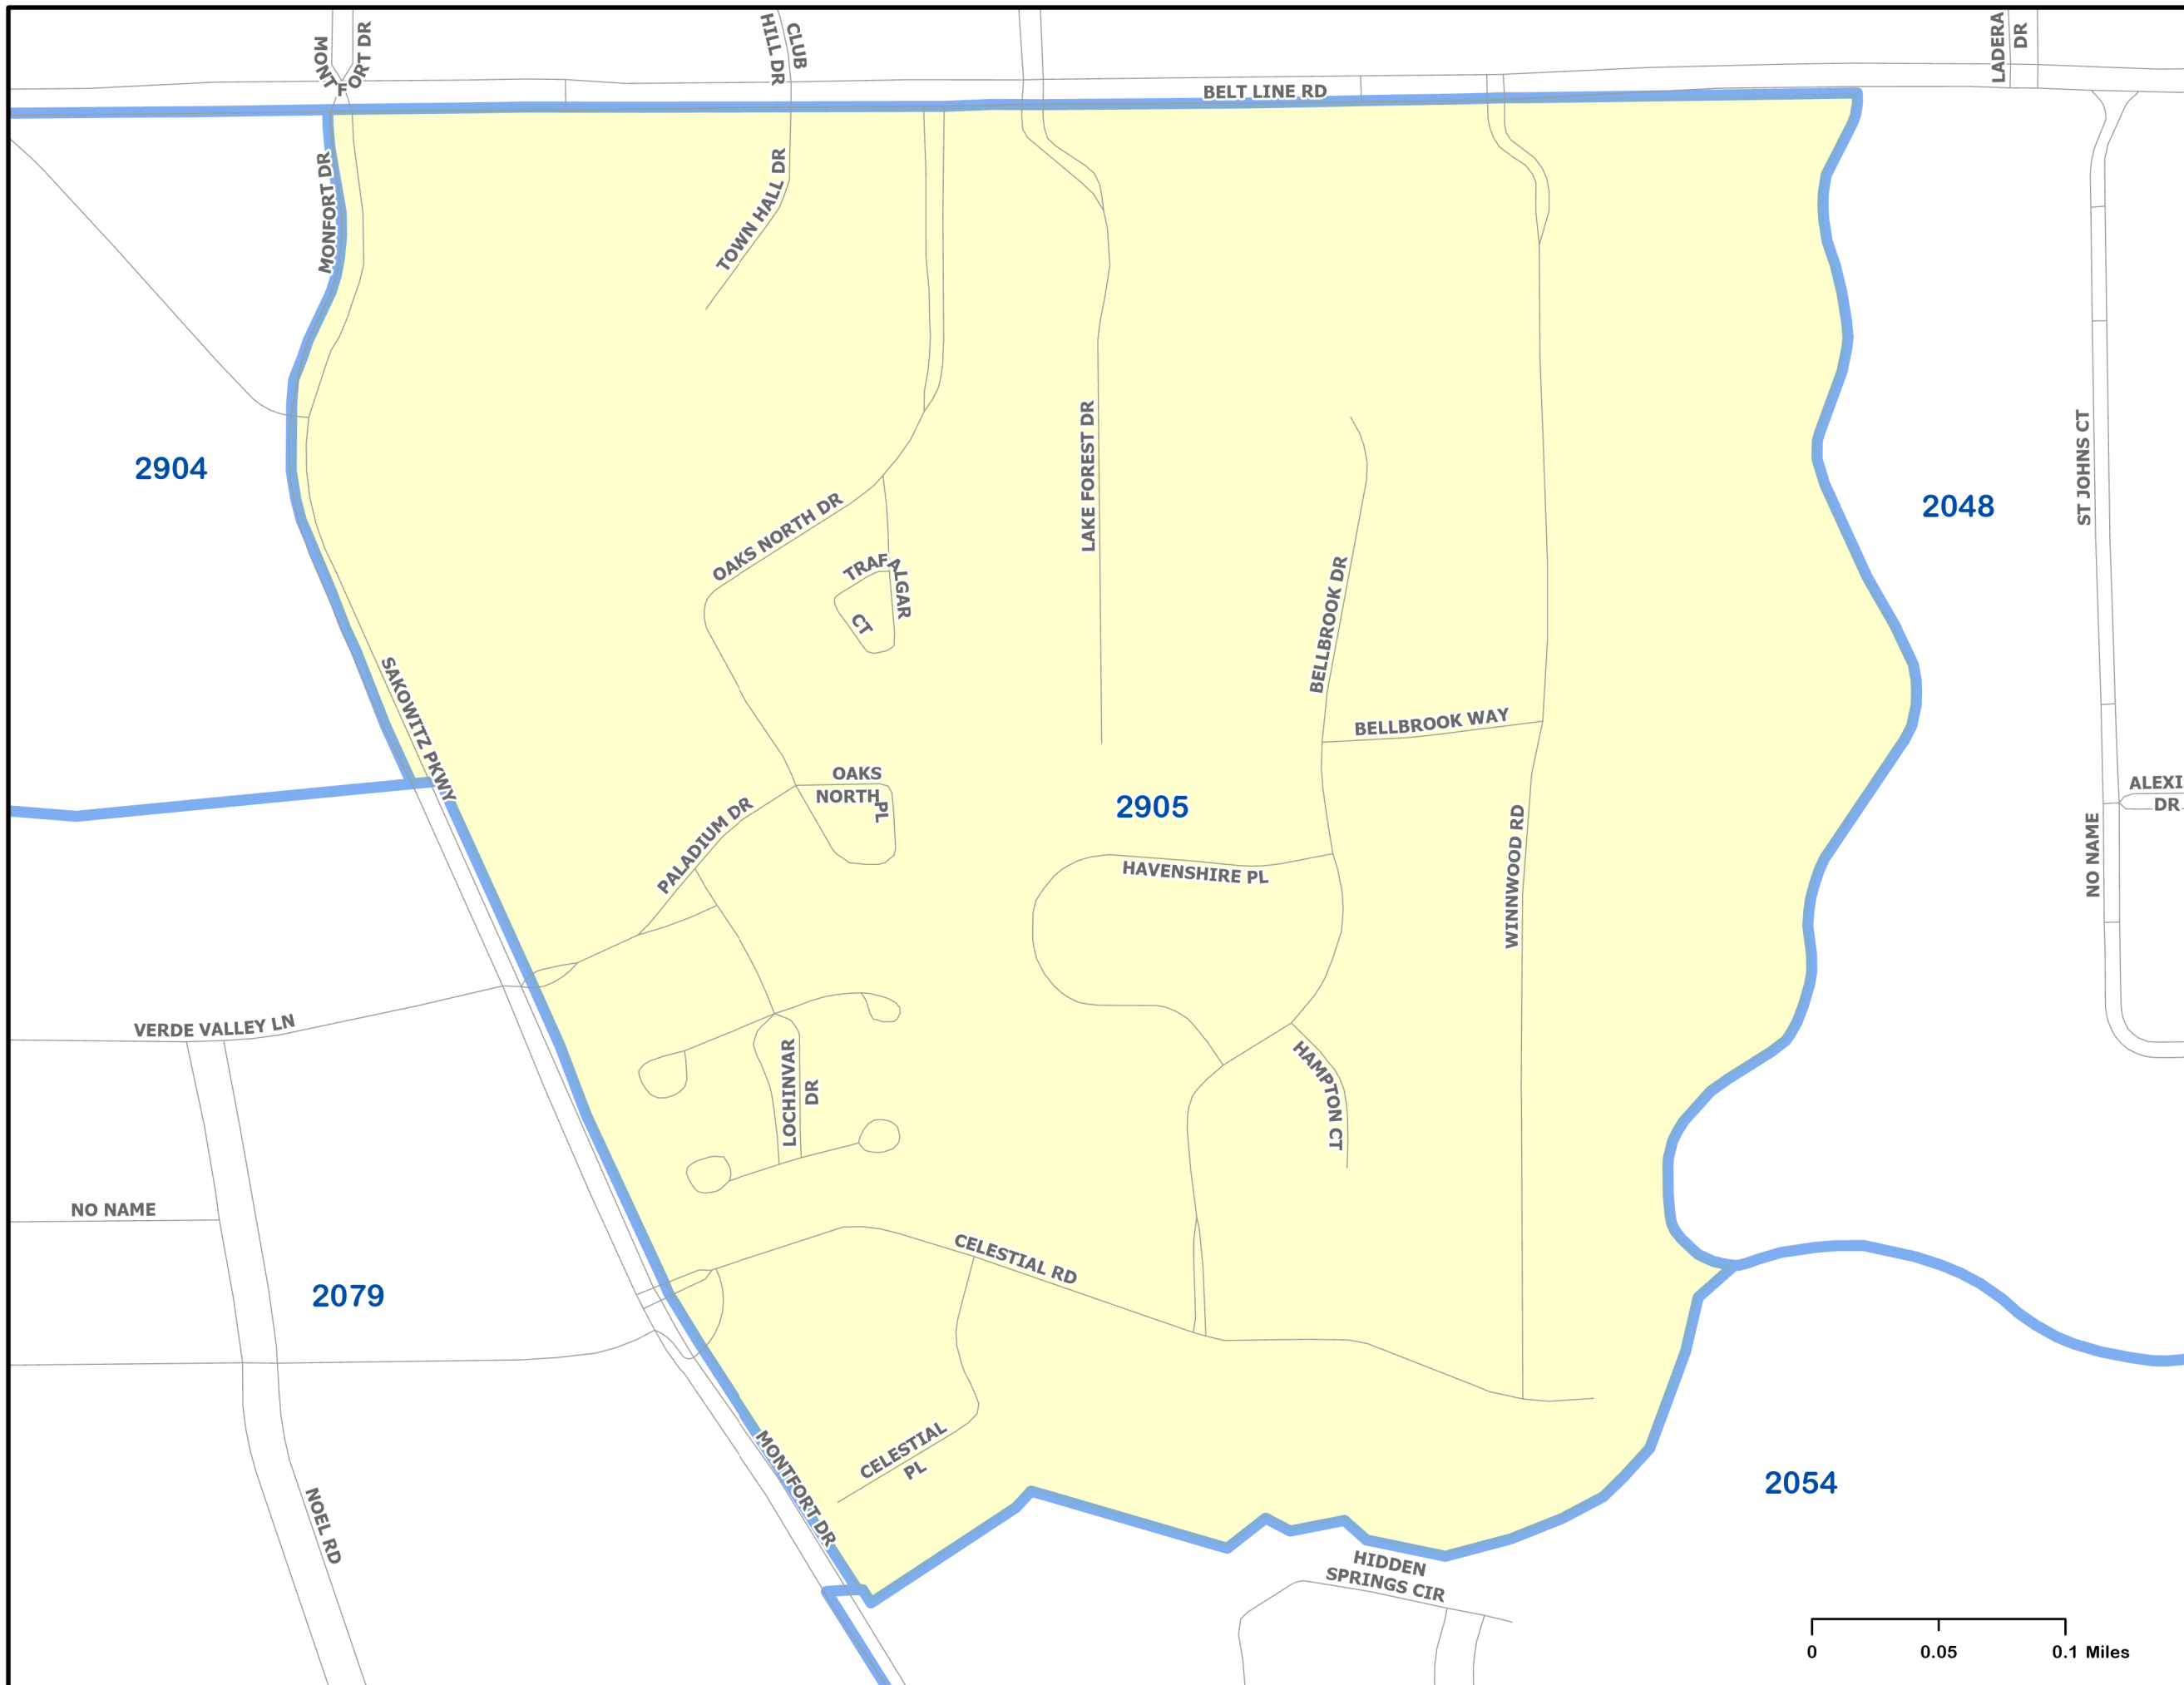 MONTFORT DR
CLUB
HILL DR
LADERA
DR
BELT LINE RD
MONFORT DR
TOWN HALL DR
2904
LAKE FOREST DR
ST JOHNS CT
2048
OAKS NORTH DR
TRAFALGAR
CT
BELLBROOK DR
SAKOWITZ PKWY
BELLBROOK WAY
OAKS
NORTH
PL
ALEXI
DR
PALADIUM DR
2905
NO NAME
HAVENSHIRE PL
WINNWOOD RD
VERDE VALLEY LN
LOCHINVAR
DR
HAMPTON CT
NO NAME
CELESTIAL RD
2079
CELESTIAL
PL
MONTFORT DR
2054
NOEL RD
HIDDEN
SPRINGS CIR
0 0.05 0.1 Miles